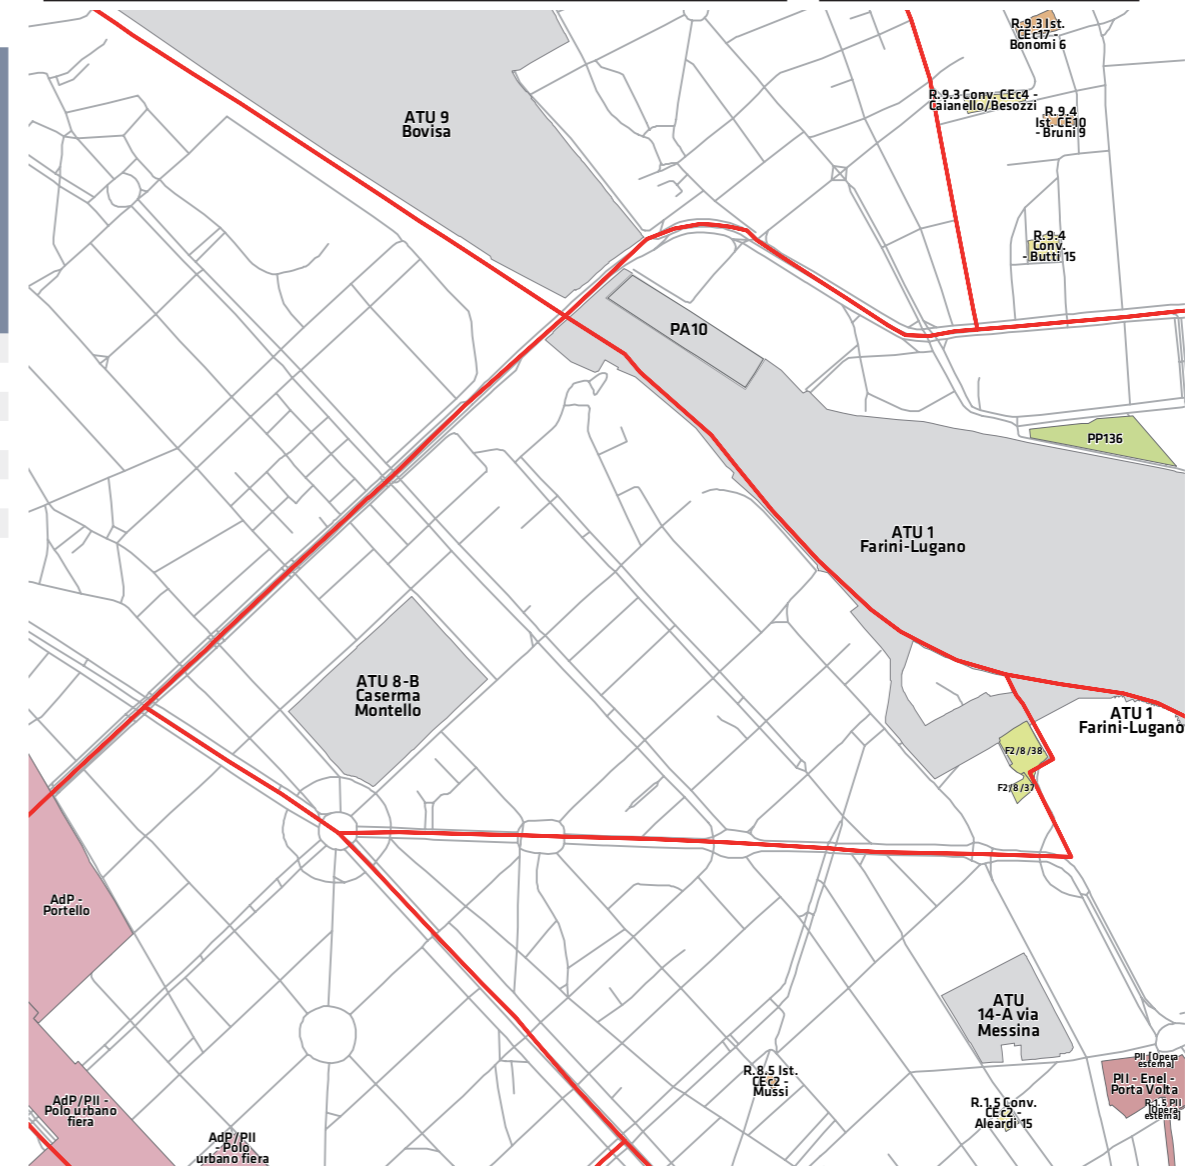 R.9.3 Ist.
CEc17 -
Bonomi 6
R.9.3 Conv. CEc4 -
Caianello/Besozzi
R.9.4
Ist. CE10
- Bruni 9
ATU 9
Bovisa
R.9.4
Conv.
- Butti 15
PA10
PP136
ATU 1
Farini-Lugano
ATU 8-B
Caserma
Montello
ATU 1
Farini-Lugano
F2/8/38
F2/8/37
AdP -
Portello
ATU
14-A via
Messina
PII [Opera
esterna]
PII - Enel -
Porta Volta
R.1.5 PII
[Opera
esterna]
R.8.5 Ist.
CEc2 -
Mussi
R.1.5 Conv.
CEc2 -
Aleardi 15
AdP/PII -
Polo urbano
fiera
AdP/PII
- Polo
urbano fiera